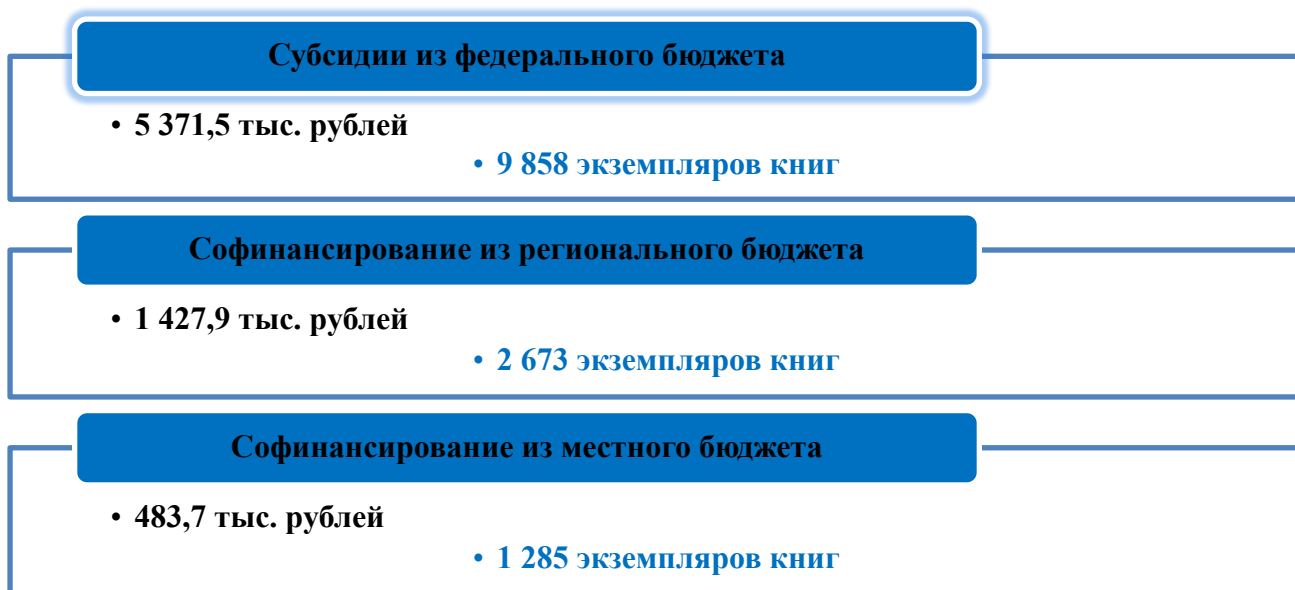 Субсидии из федерального бюджета
• 5 371,5 тыс. рублей
• 9 858 экземпляров книг
Софинансирование из регионального бюджета
• 1 427,9 тыс. рублей
• 2 673 экземпляров книг
Софинансирование из местного бюджета
• 483,7 тыс. рублей
• 1 285 экземпляров книг